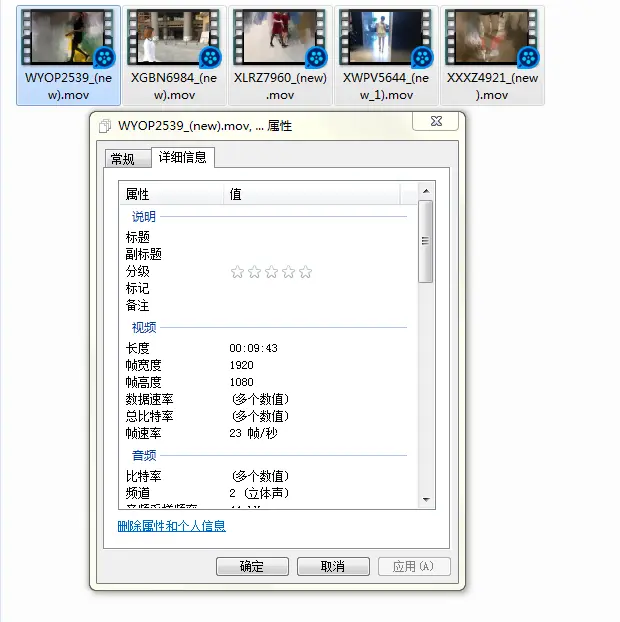 WYOP2539_(ne
w).mov
XGBN6984_(ne
w).mov
XLRZ7960_(new)
.mov
XWPV5644_(ne
w_1).mov
XXXZ4921_(new
).mov
WYOP2539_(new).mov, ... 属性
常规
详细信息
属性 值
说明
标题
副标题
分级
标记
备注
视频
长度 00:09:43
帧宽度 1920
帧高度 1080
数据速率 (多个数值)
总比特率 (多个数值)
帧速率 23 帧/秒
音频
比特率 (多个数值)
频道 2 (立体声)
删除属性和个人信息
确定 取消 应用(A)